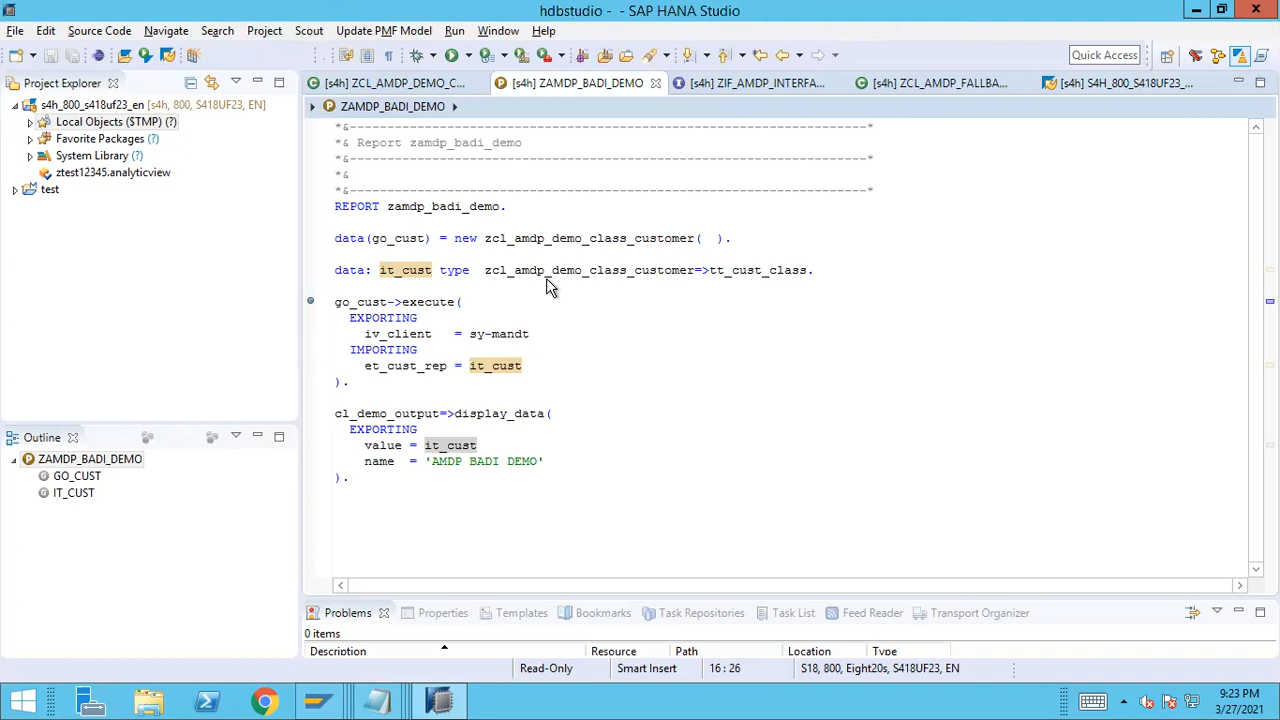 hdbstudio - - SAP HANA Studio
File Edit Source Code Navigate Search Project Scout Update PMF Model Run Window Help
Quick Access
Project Explorer
s4h_800_s418uf23_en [s4h, 800, S418UF23, EN]
Local Objects ($TMP) (?)
Favorite Packages (?)
System Library (?)
ztest12345.analyticview
test
Outline
ZAMDP_BADI_DEMO
GO_CUST
IT_CUST
[s4h] ZCL_AMDP_DEMO_C... [s4h] ZAMDP_BADI_DEMO [s4h] ZIF_AMDP_INTERFA... [s4h] ZCL_AMDP_FALLBA... [s4h] S4H_800_S418UF23_...
ZAMDP_BADI_DEMO
*&---------------------------------------------------------------------*
*& Report zamdp_badi_demo
*&---------------------------------------------------------------------*
*&
*&---------------------------------------------------------------------*
REPORT zamdp_badi_demo.
data(go_cust) = new zcl_amdp_demo_class_customer(  ).
data: it_cust type  zcl_amdp_demo_class_customer=>tt_cust_class.
go_cust->execute(
EXPORTING
iv_client   = sy-mandt
IMPORTING
et_cust_rep = it_cust
).
cl_demo_output=>display_data(
EXPORTING
value = it_cust
name  = 'AMDP BADI DEMO'
).
Problems Properties Templates Bookmarks Task Repositories Task List Feed Reader Transport Organizer
0 items
Description Resource Path Location Type
Read-Only Smart Insert 16 : 26 S18, 800, Eight20s, S418UF23, EN
9:23 PM
3/27/2021